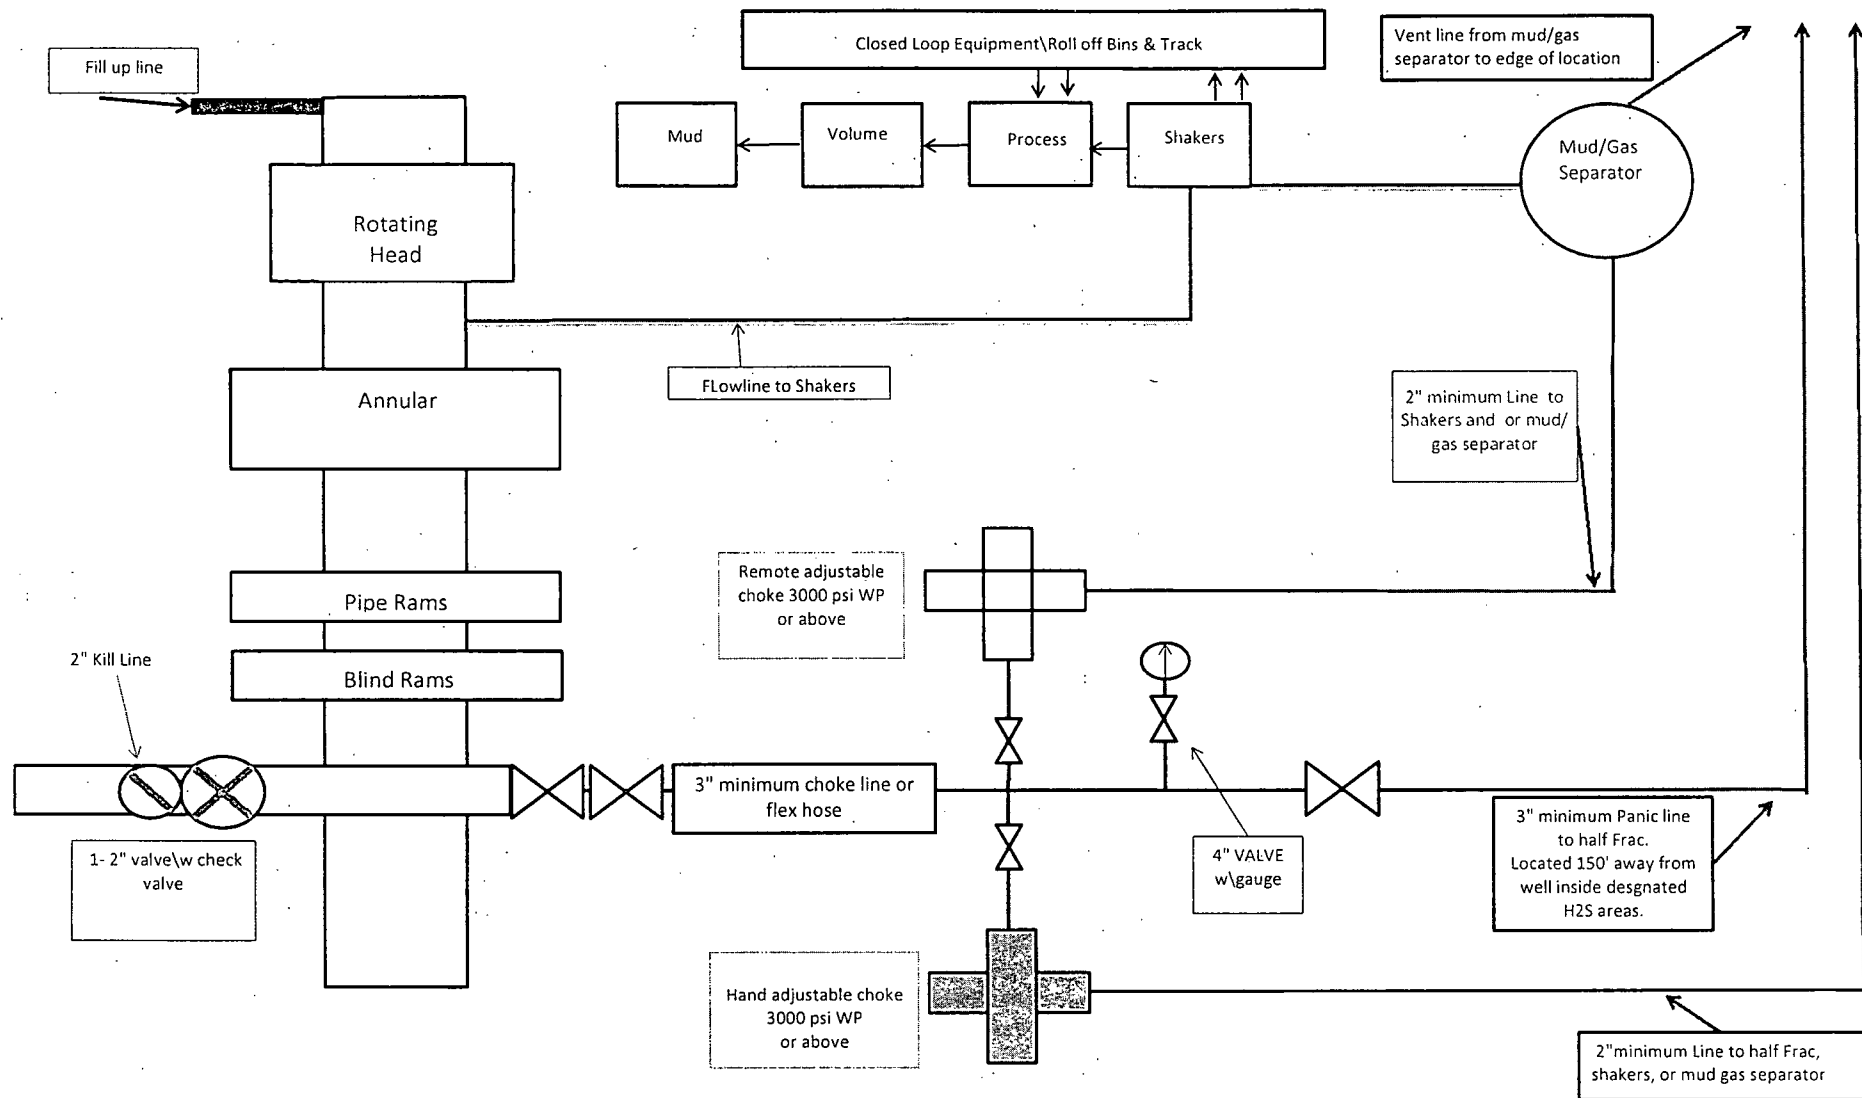 Fill up line
Closed Loop Equipment\Roll off Bins & Track
Vent line from mud/gas
separator to edge of location
Mud
Volume
Process
Shakers
Mud/Gas
Separator
Rotating
Head
FLowline to Shakers
Annular
2" minimum Line to
Shakers and or mud/
gas separator
Remote adjustable
choke 3000 psi WP
or above
Pipe Rams
2" Kill Line
Blind Rams
3" minimum choke line or
flex hose
1- 2" valve\w check
valve
4" VALVE
w\gauge
3" minimum Panic line
to half Frac.
Located 150' away from
well inside desgnated
H2S areas.
Hand adjustable choke
3000 psi WP
or above
2"minimum Line to half Frac,
shakers, or mud gas separator